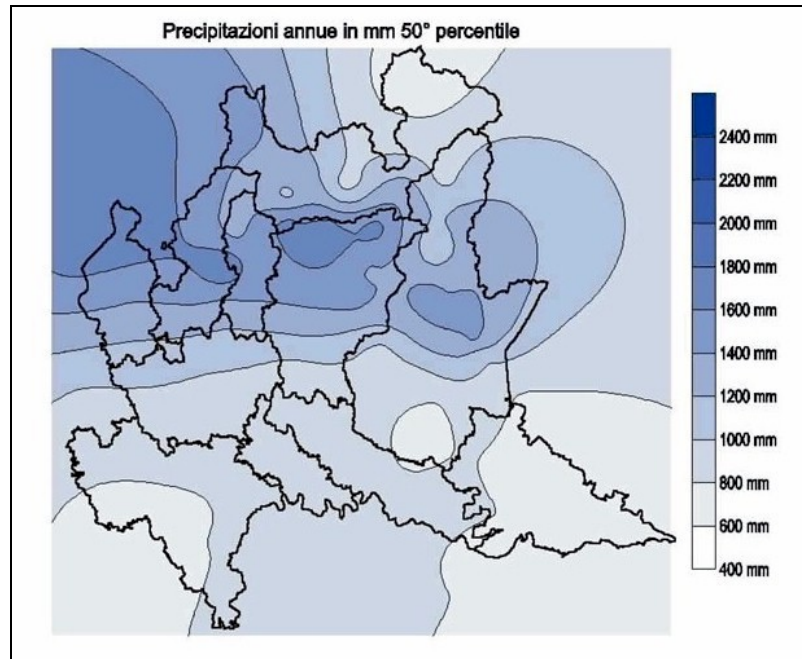 Precipitazioni annue in mm 50° percentile
2400 mm
2200 mm
2000 mm
1800 mm
1600 mm
1400 mm
1200 mm
1000 mm
800 mm
600 mm
400 mm